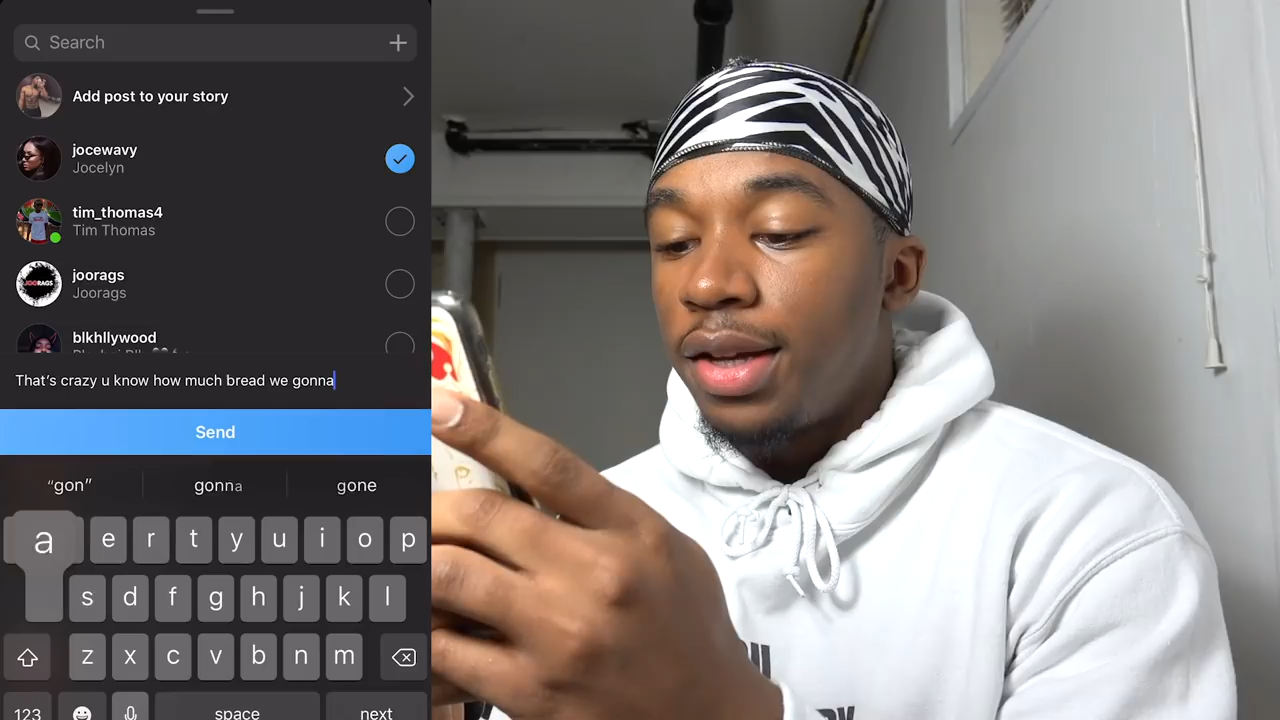 Search
Add post to your story
jocewavy
Jocelyn
tim_thomas4
Tim Thomas
JOORAGS
joorags
Joorags
blkhllywood
That's crazy u know how much bread we gonna
Send
“gon” gonna gone
a e r t y u i o p
s d f g h j k l
z x c v b n m
123 space next